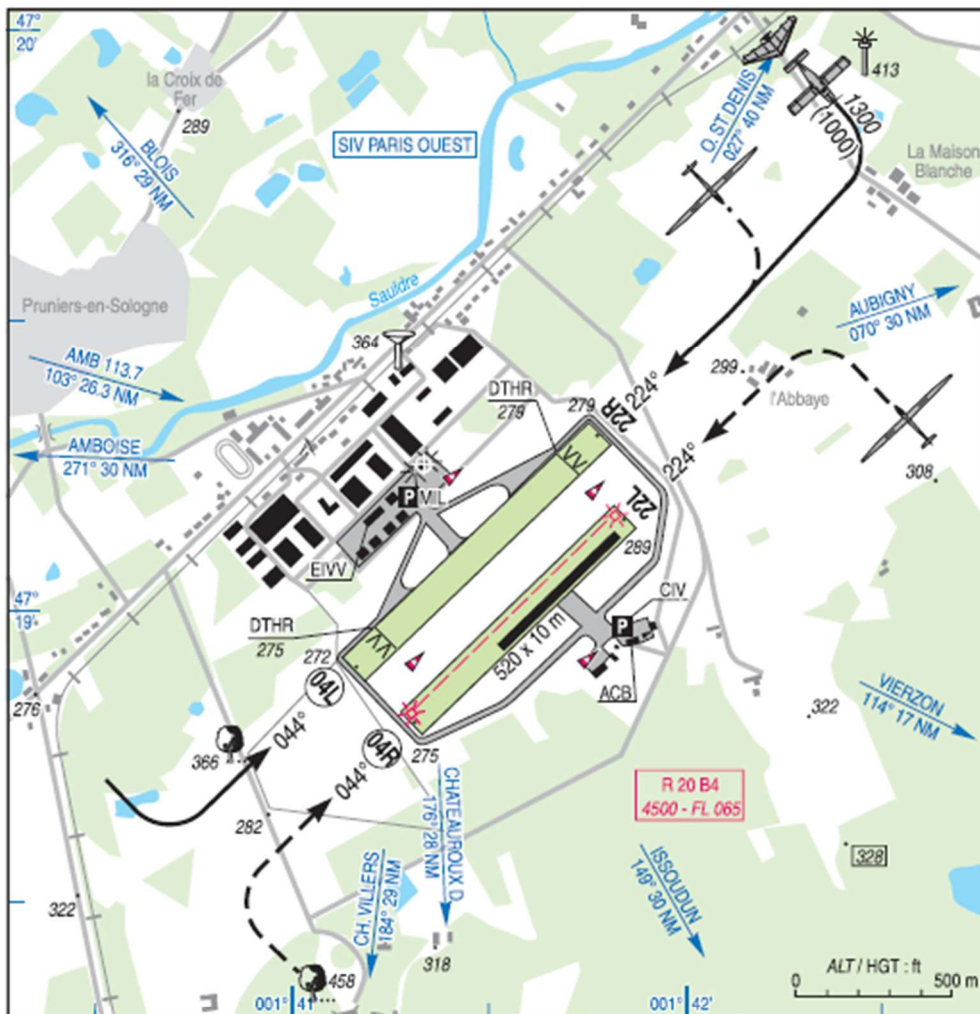 47°
20'
la Croix de
Fer
289
BLOIS
316° 29 NM
SIV PARIS OUEST
O. ST. DENIS
027° 40 NM
413
1300
(1000)
La Maison
Blanche
Pruniers-en-Sologne
Sauldre
AUBIGNY
070° 30 NM
AMB 113.7
103° 26.3 NM
364
299
l'Abbaye
DTHR
279
279
22R
224°
AMBOISE
271° 30 NM
224°
308
P MIL
22L
289
EIVV
CIV
P
47°
19'
DTHR
275
272
520 x 10 m
ACB
276
04L
044°
322
VIERZON
114° 17 NM
366
04R
044°
275
R 20 B4
4500 - FL 065
282
CHATEAUROUX D.
176° 28 NM
328
322
CH. VILLERS
184° 29 NM
ISSOUDUN
149° 30 NM
318
458
ALT / HGT : ft
0 500 m
001° 41'
001° 42'